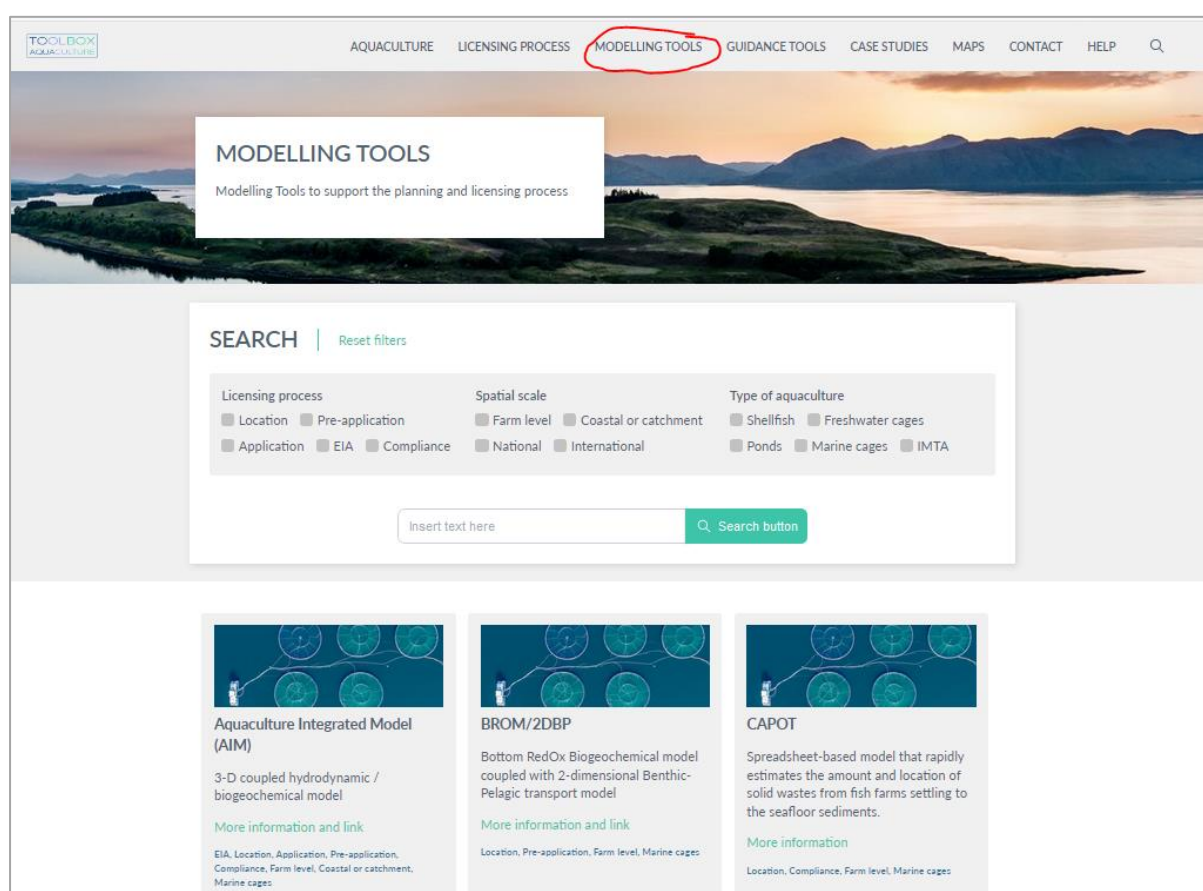 TOOLBOX
AQUACULTURE
AQUACULTURE LICENSING PROCESS MODELLING TOOLS GUIDANCE TOOLS CASE STUDIES MAPS CONTACT HELP
MODELLING TOOLS
Modelling Tools to support the planning and licensing process
SEARCH Reset filters
Licensing process Spatial scale Type of aquaculture
Location Pre-application Farm level Coastal or catchment Shellfish Freshwater cages
Application EIA Compliance National International Ponds Marine cages IMTA
Insert text here Search button
Aquaculture Integrated Model
(AIM)
3-D coupled hydrodynamic /
biogeochemical model
More information and link
EIA, Location, Application, Pre-application,
Compliance, Farm level, Coastal or catchment,
Marine cages
BROM/2DBP
Bottom RedOx Biogeochemical model
coupled with 2-dimensional Benthic-
Pelagic transport model
More information and link
Location, Pre-application, Farm level, Marine cages
CAPOT
Spreadsheet-based model that rapidly
estimates the amount and location of
solid wastes from fish farms settling to
the seafloor sediments.
More information
Location, Compliance, Farm level, Marine cages